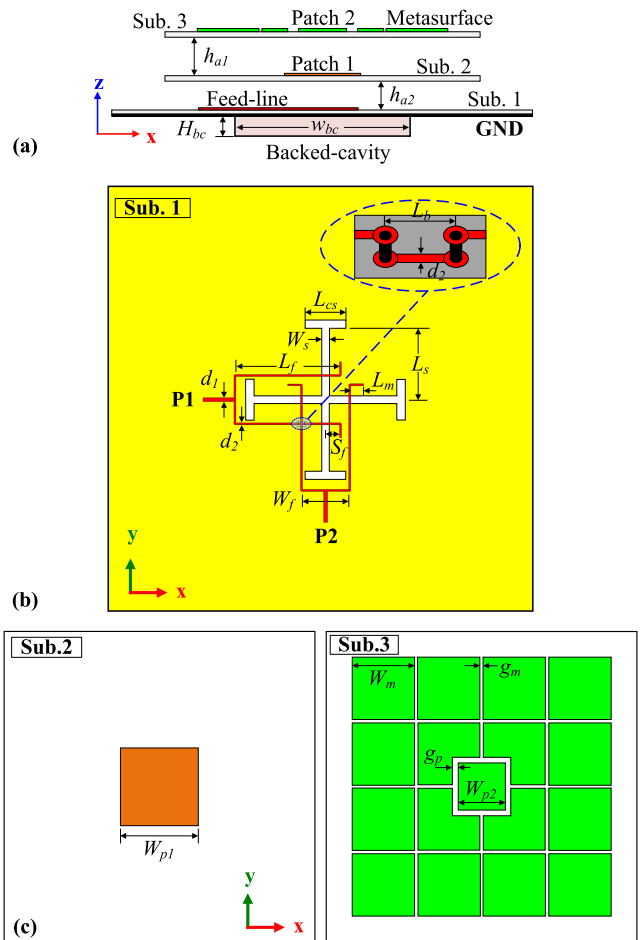 Sub. 3 Patch 2 Metasurface
h_a1 Patch 1 Sub. 2
z Feed-line h_a2 Sub. 1
H_bc w_bc GND
(a) x Backed-cavity
Sub. 1
L_b
d_2
L_cs
W_s
L_f L_s
d_1 L_m
P1
d_2 S_f
W_f
P2
y
x
(b)
Sub.2 Sub.3
W_m g_m
g_p
W_p2
W_p1
y
x
(c)